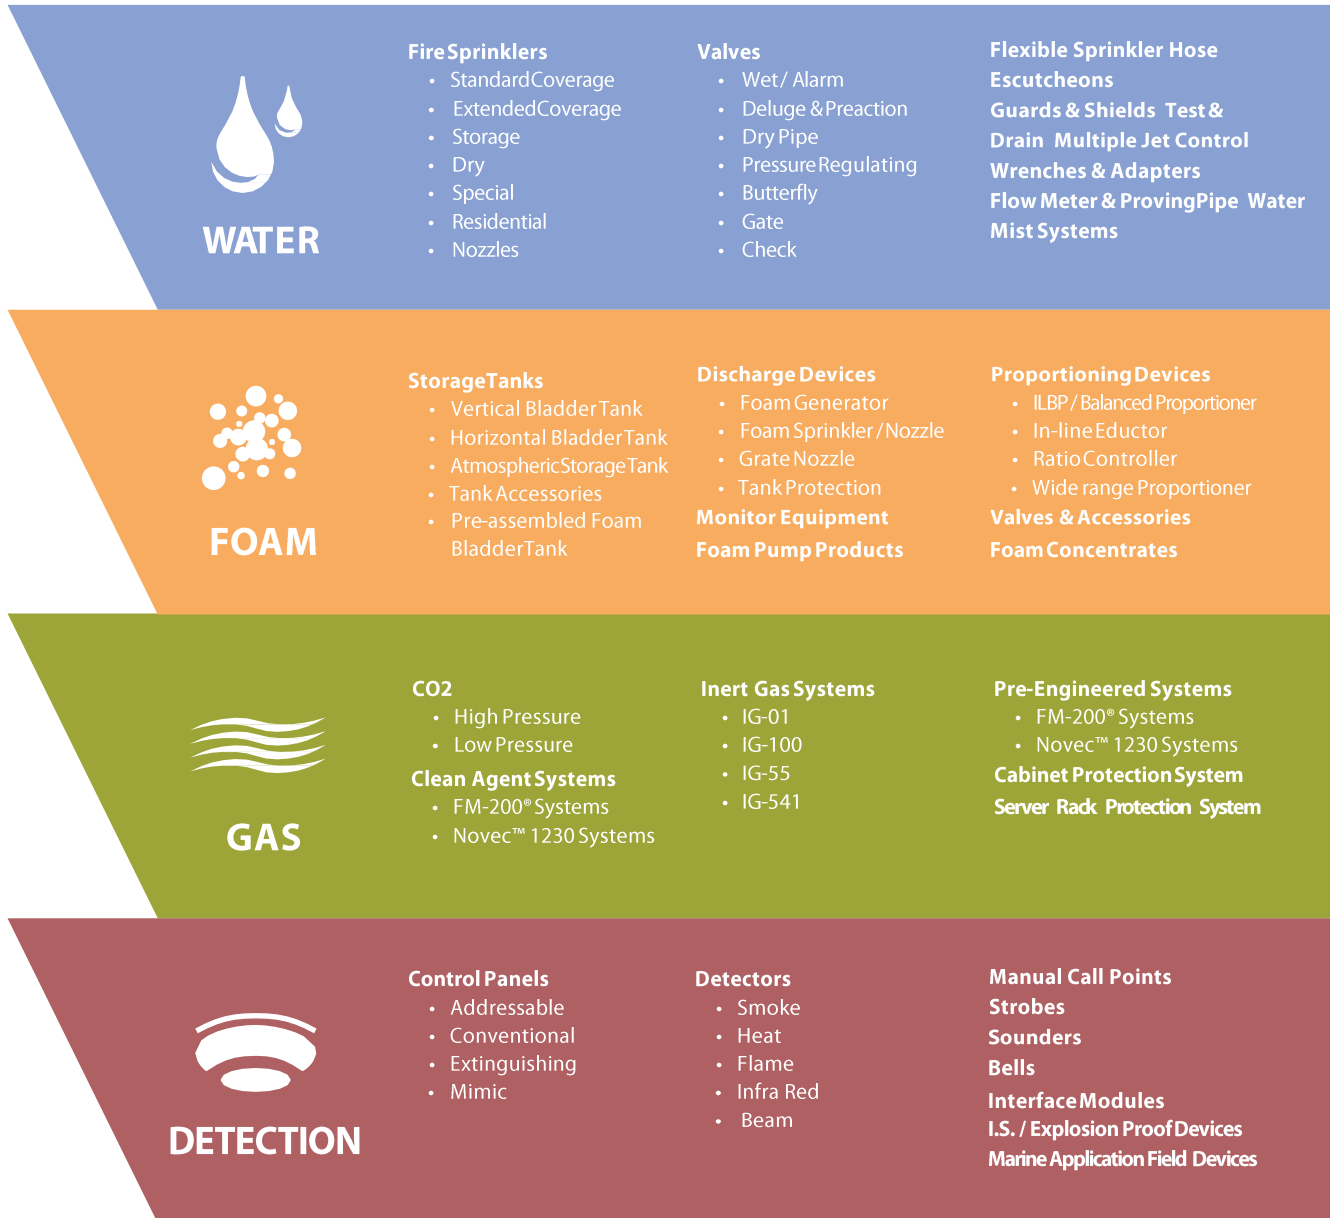 WATER
Fire Sprinklers
• Standard Coverage
• Extended Coverage
• Storage
• Dry
• Special
• Residential
• Nozzles
Valves
• Wet / Alarm
• Deluge & Preaction
• Dry Pipe
• Pressure Regulating
• Butterfly
• Gate
• Check
Flexible Sprinkler Hose
Escutcheons
Guards & Shields Test &
Drain Multiple Jet Control
Wrenches & Adapters
Flow Meter & Proving Pipe Water
Mist Systems
FOAM
Storage Tanks
• Vertical Bladder Tank
• Horizontal Bladder Tank
• Atmospheric Storage Tank
• Tank Accessories
• Pre-assembled Foam
Bladder Tank
Discharge Devices
• Foam Generator
• Foam Sprinkler / Nozzle
• Grate Nozzle
• Tank Protection
Monitor Equipment
Foam Pump Products
Proportioning Devices
• ILBP / Balanced Proportioner
• In-line Eductor
• Ratio Controller
• Wide range Proportioner
Valves & Accessories
Foam Concentrates
GAS
CO2
• High Pressure
• Low Pressure
Clean Agent Systems
• FM-200® Systems
• Novec™ 1230 Systems
Inert Gas Systems
• IG-01
• IG-100
• IG-55
• IG-541
Pre-Engineered Systems
• FM-200® Systems
• Novec™ 1230 Systems
Cabinet Protection System
Server Rack Protection System
DETECTION
Control Panels
• Addressable
• Conventional
• Extinguishing
• Mimic
Detectors
• Smoke
• Heat
• Flame
• Infra Red
• Beam
Manual Call Points
Strobes
Sounders
Bells
Interface Modules
I.S. / Explosion Proof Devices
Marine Application Field Devices